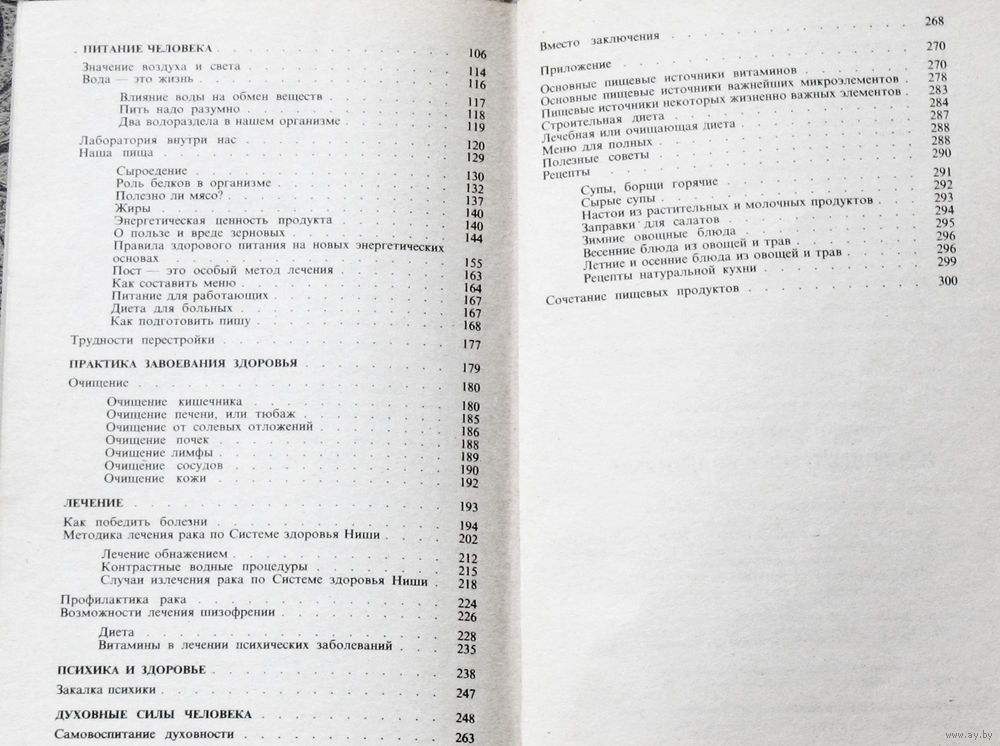 ПИТАНИЕ ЧЕЛОВЕКА 106
Значение воздуха и света 114
Вода — это жизнь 116
Влияние воды на обмен веществ 117
Пить надо разумно 118
Два водораздела в нашем организме 119
Лаборатория внутри нас 120
Наша пища 129
Сыроедение 130
Роль белков в организме 132
Полезно ли мясо? 137
Жиры 140
Энергетическая ценность продукта 140
О пользе и вреде зерновых 144
Правила здорового питания на новых энергетических
основах 155
Пост — это особый метод лечения 163
Как составить меню 164
Питание для работающих 167
Диета для больных 167
Как подготовить пищу 168
Трудности перестройки 177
ПРАКТИКА ЗАВОЕВАНИЯ ЗДОРОВЬЯ 179
Очищение 180
Очищение кишечника 180
Очищение печени, или тюбаж 185
Очищение от солевых отложений 186
Очищение почек 188
Очищение лимфы 189
Очищение сосудов 190
Очищение кожи 192
ЛЕЧЕНИЕ 193
Как победить болезни 194
Методика лечения рака по Системе здоровья Ниши 202
Лечение обнажением 212
Контрастные водные процедуры 215
Случаи излечения рака по Системе здоровья Ниши 218
Профилактика рака 224
Возможности лечения шизофрении 226
Диета 228
Витамины в лечении психических заболеваний 235
ПСИХИКА И ЗДОРОВЬЕ 238
Закалка психики 247
ДУХОВНЫЕ СИЛЫ ЧЕЛОВЕКА 248
Самовоспитание духовности 263
Вместо заключения 268
Приложение 270
Основные пищевые источники витаминов 270
Основные пищевые источники важнейших микроэлементов 278
Пищевые источники некоторых жизненно важных элементов 283
Строительная диета 284
Лечебная или очищающая диета 287
Меню для полных 288
Полезные советы 288
Рецепты 290
Супы, борщи горячие 291
Сырые супы 292
Настои из растительных и молочных продуктов 293
Заправки для салатов 294
Зимние овощные блюда 295
Весенние блюда из овощей и трав 296
Летние и осенние блюда из овощей и трав 296
Рецепты натуральной кухни 299
Сочетание пищевых продуктов 300
www.ay.by